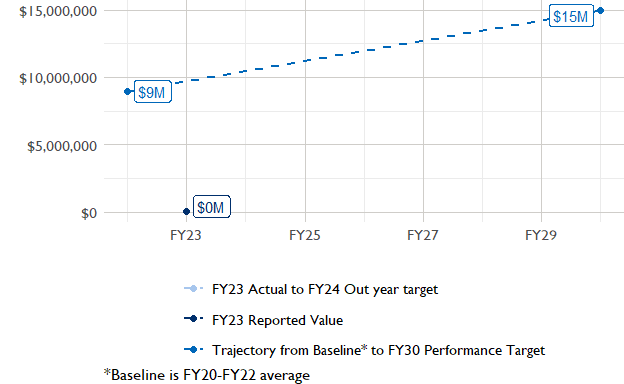 $15,000,000
$15M
$10,000,000
$9M
$5,000,000
$0M
$0
FY23 FY25 FY27 FY29
FY23 Actual to FY24 Out year target
FY23 Reported Value
Trajectory from Baseline* to FY30 Performance Target
*Baseline is FY20-FY22 average